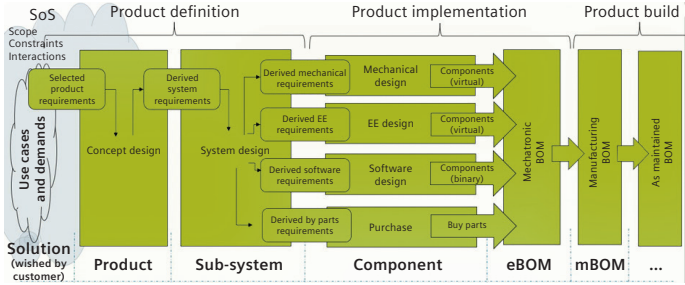 SoS
Product definition
Product implementation
Product build
Scope
Constraints
Interactions
Selected
product
requirements
Derived
system
requirements
Derived mechanical
requirements
Mechanical
design
Components
(virtual)
Derived EE
requirements
EE design
Components
(virtual)
Concept design
System design
Derived software
requirements
Software
design
Components
(binary)
Derived by parts
requirements
Purchase
Buy parts
Use cases
and demands
Mechatronic
BOM
Manufacturing
BOM
As maintained
BOM
Solution
(wished by
customer)
Product
Sub-system
Component
eBOM
mBOM
...